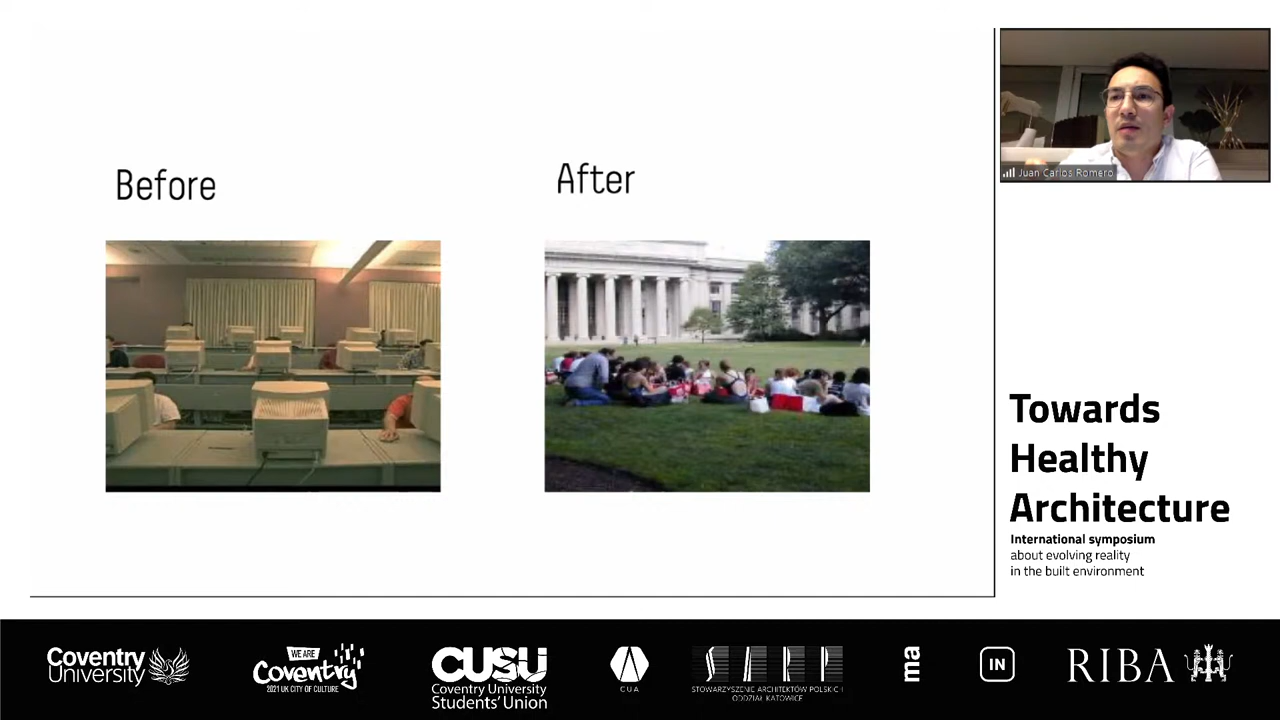 Before
After
Juan Carlos Romero
Towards
Healthy
Architecture
International symposium
about evolving reality
in the built environment
Coventry
University
WE ARE
Coventry
2021 UK CITY OF CULTURE
CUSU
Coventry University
Students' Union
CUA
SARP
STOWARZYSZENIE ARCHITEKTÓW POLSKICH
ODDZIAŁ KATOWICE
ma
IN
RIBA